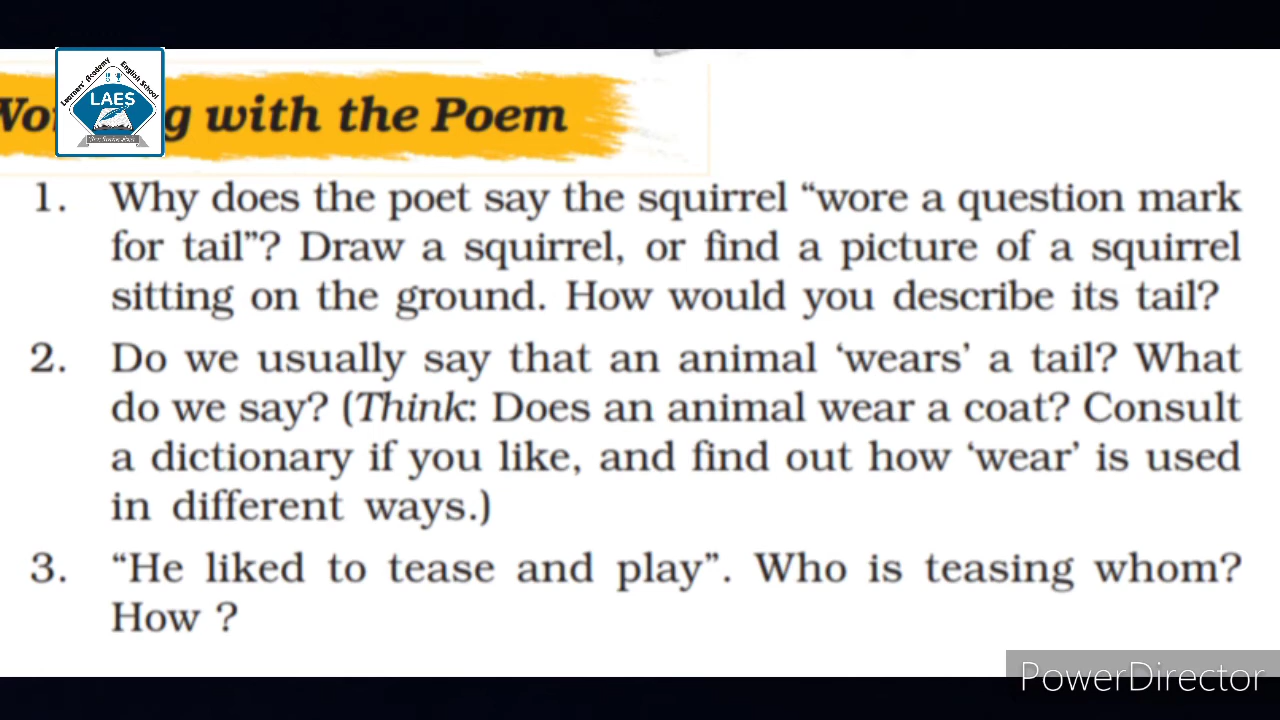 Learners' Academy English School
LAES
with the Poem
1. Why does the poet say the squirrel “wore a question mark
for tail”? Draw a squirrel, or find a picture of a squirrel
sitting on the ground. How would you describe its tail?
2. Do we usually say that an animal ‘wears’ a tail? What
do we say? (Think: Does an animal wear a coat? Consult
a dictionary if you like, and find out how ‘wear’ is used
in different ways.)
3. “He liked to tease and play”. Who is teasing whom?
How ?
PowerDirector